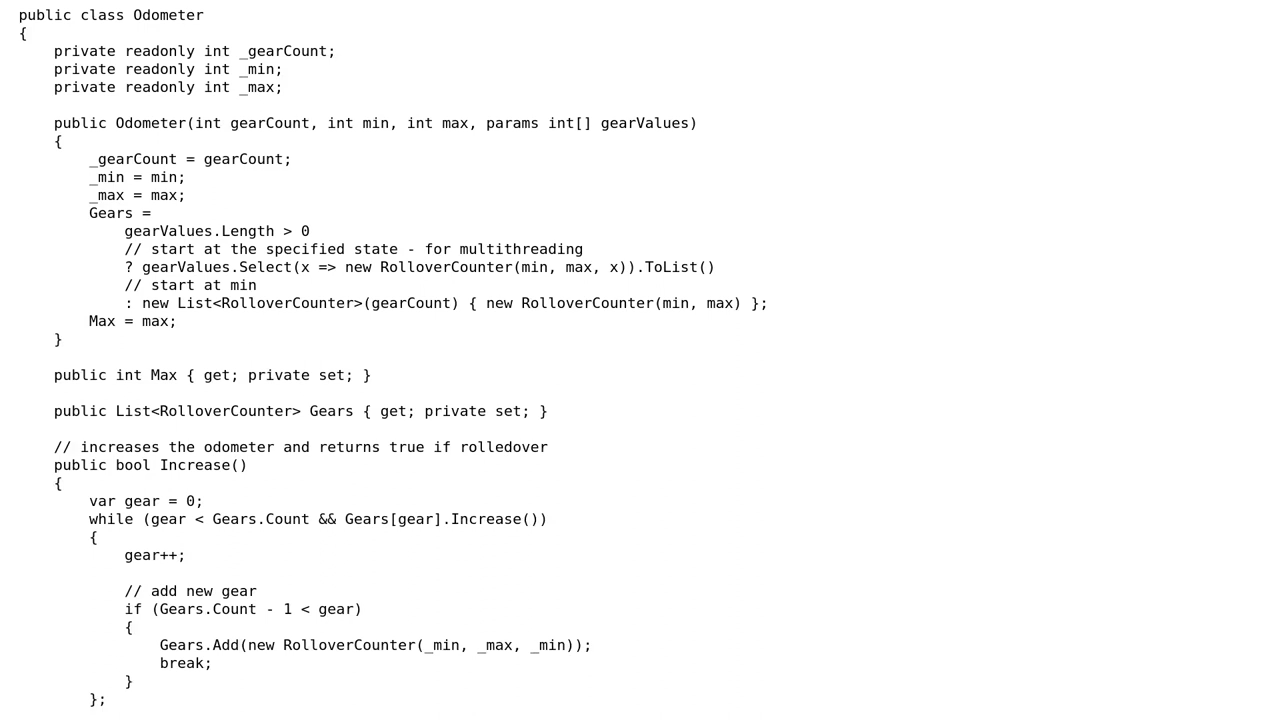 public class Odometer
{
    private readonly int _gearCount;
    private readonly int _min;
    private readonly int _max;

    public Odometer(int gearCount, int min, int max, params int[] gearValues)
    {
        _gearCount = gearCount;
        _min = min;
        _max = max;
        Gears =
            gearValues.Length > 0
            // start at the specified state - for multithreading
            ? gearValues.Select(x => new RolloverCounter(min, max, x)).ToList()
            // start at min
            : new List<RolloverCounter>(gearCount) { new RolloverCounter(min, max) };
        Max = max;
    }

    public int Max { get; private set; }

    public List<RolloverCounter> Gears { get; private set; }

    // increases the odometer and returns true if rolledover
    public bool Increase()
    {
        var gear = 0;
        while (gear < Gears.Count && Gears[gear].Increase())
        {
            gear++;

            // add new gear
            if (Gears.Count - 1 < gear)
            {
                Gears.Add(new RolloverCounter(_min, _max, _min));
                break;
            }
        };